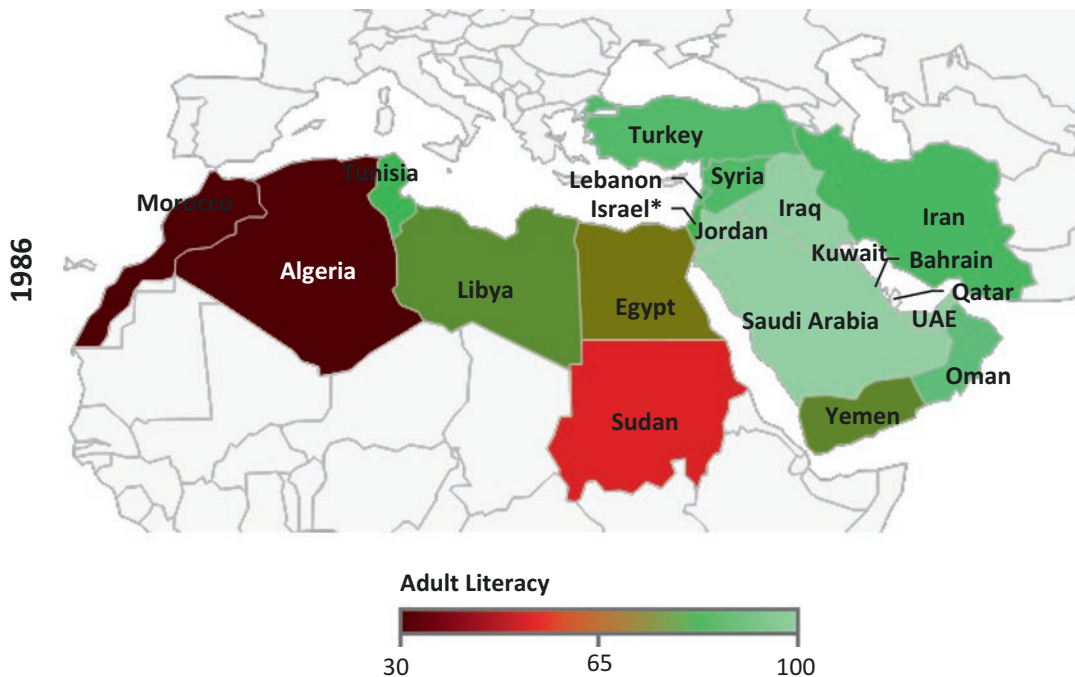 1986
Turkey
Tunisia
Syria
Lebanon
Morocco
Israel*
Iraq
Iran
Jordan
Kuwait
Bahrain
Algeria
Libya
Qatar
Egypt
Saudi Arabia
UAE
Oman
Sudan
Yemen
Adult Literacy
30
65
100